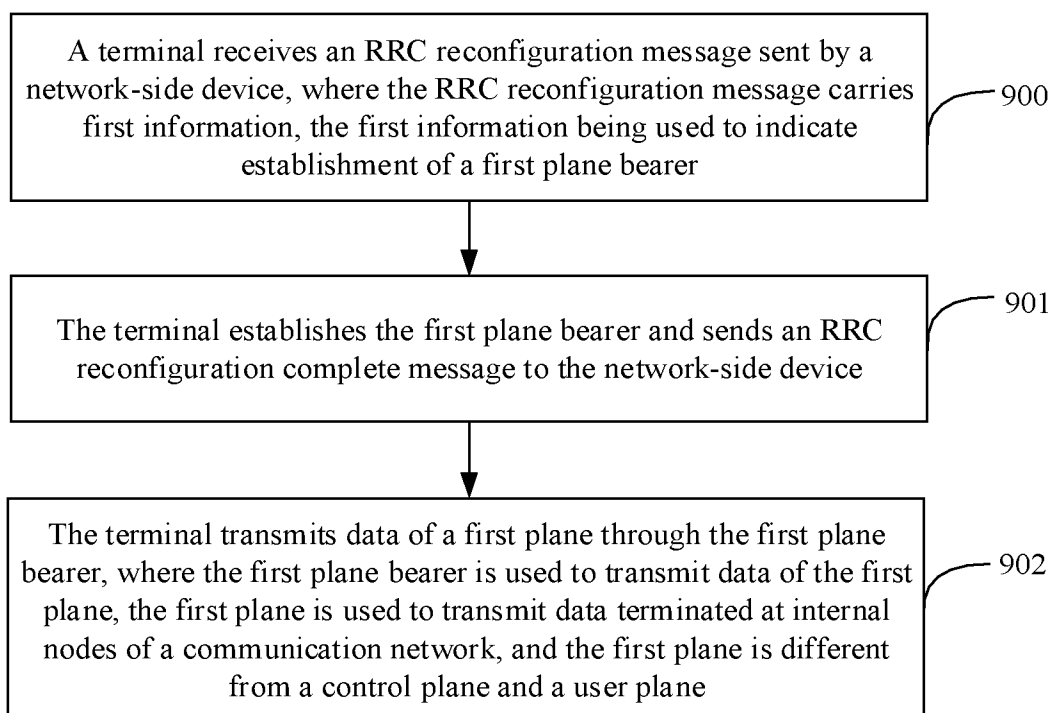 A terminal receives an RRC reconfiguration message sent by a
network-side device, where the RRC reconfiguration message carries
first information, the first information being used to indicate
establishment of a first plane bearer
900
The terminal establishes the first plane bearer and sends an RRC
reconfiguration complete message to the network-side device
901
The terminal transmits data of a first plane through the first plane
bearer, where the first plane bearer is used to transmit data of the first
plane, the first plane is used to transmit data terminated at internal
nodes of a communication network, and the first plane is different
from a control plane and a user plane
902